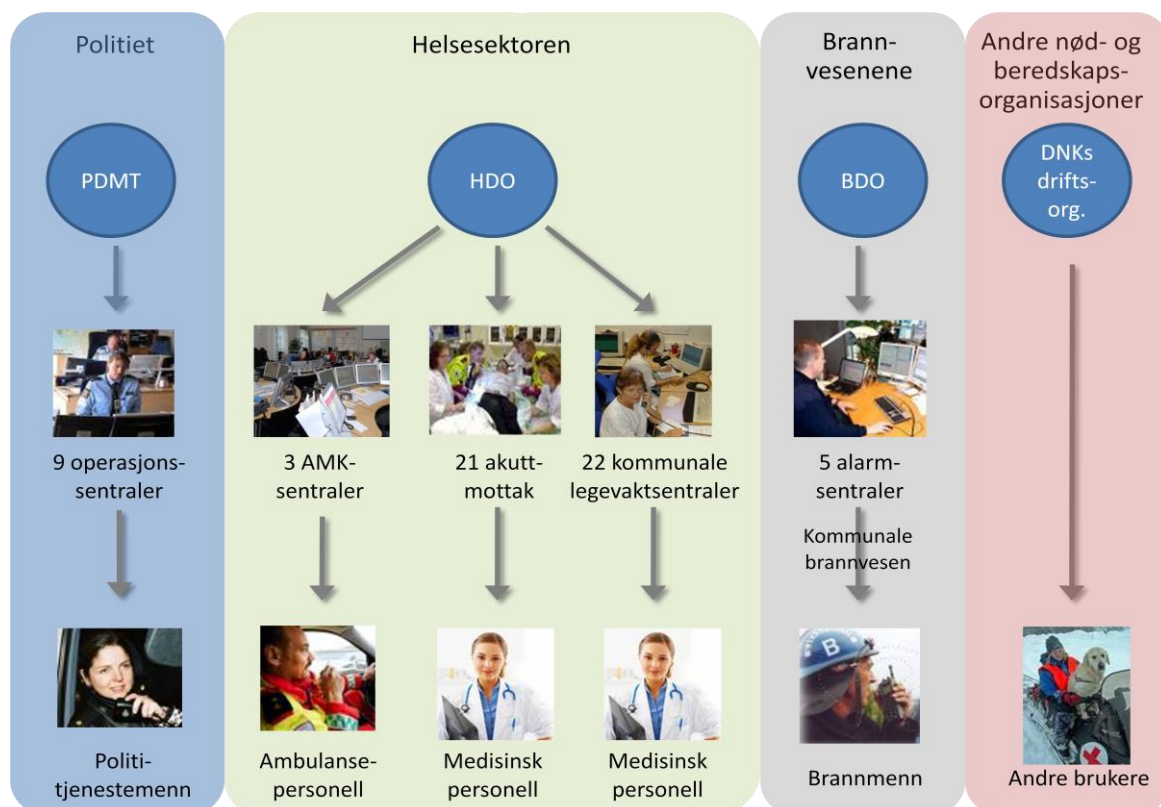 Politiet
Helsesektoren
Brann-
vesenene
Andre nød- og
beredskaps-
organisasjoner
PDMT
HDO
BDO
DNKs
drifts-
org.
9 operasjons-
sentraler
3 AMK-
sentraler
21 akutt-
mottak
22 kommunale
legevaktsentraler
5 alarm-
sentraler
Kommunale
brannvesen
B
Politi-
tjenestemenn
Ambulanse-
personell
Medisinsk
personell
Medisinsk
personell
Brannmenn
Andre brukere